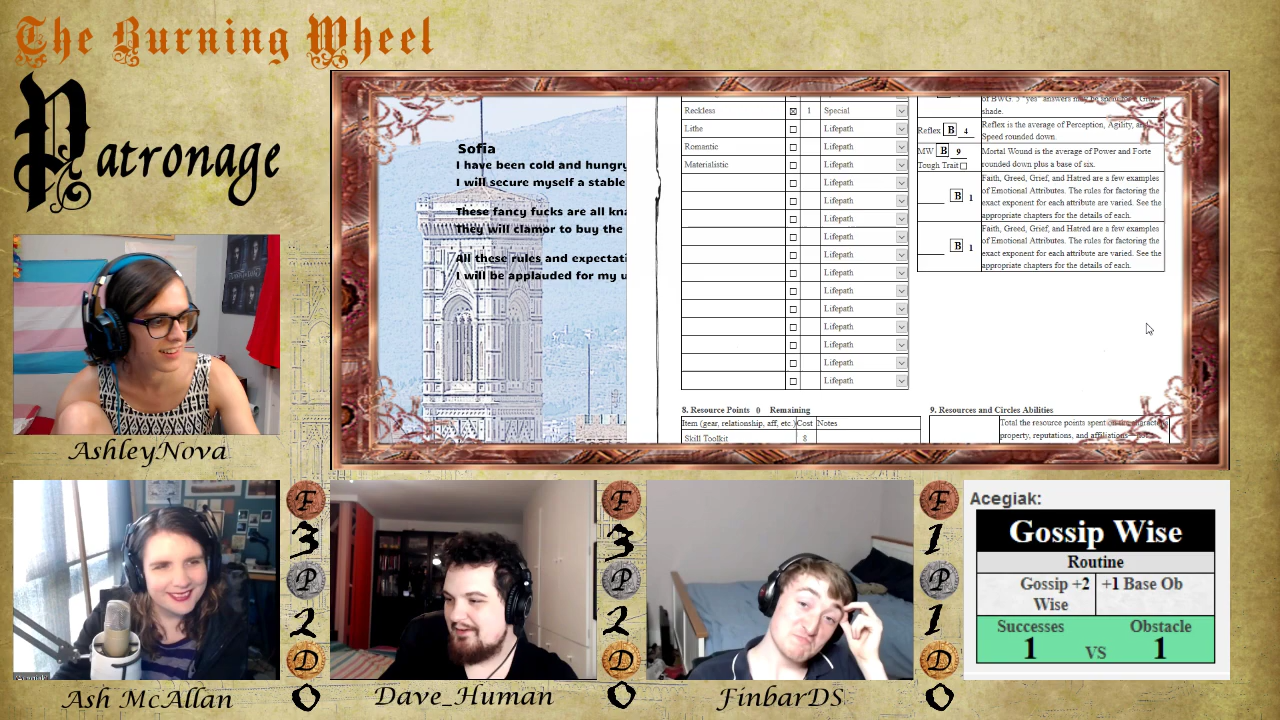 The Burning Wheel
Patronage
AshleyNova
Sofia
I have been cold and hungry
I will secure myself a stable
These fancy fucks are all kna
They will clamor to buy the
All these rules and expectati
I will be applauded for my u
Reckless 1 Special
Lithe Lifepath
Romantic Lifepath
Materialistic Lifepath
Lifepath
Lifepath
Lifepath
Lifepath
Lifepath
Lifepath
Lifepath
Lifepath
Lifepath
Lifepath
Lifepath
Lifepath
8. Resource Points 0 Remaining
Item (gear, relationship, aff, etc.) Cost Notes
Skill Toolkit 8
shade.
Reflex B 4 Reflex is the average of Perception, Agility, and
Speed rounded down.
MW B 9 Mortal Wound is the average of Power and Forte
Tough Trait rounded down plus a base of six.
Faith, Greed, Grief, and Hatred are a few examples
of Emotional Attributes. The rules for factoring the
B 1 exact exponent for each attribute are varied. See the
appropriate chapters for the details of each.
Faith, Greed, Grief, and Hatred are a few examples
of Emotional Attributes. The rules for factoring the
B 1 exact exponent for each attribute are varied. See the
appropriate chapters for the details of each.
9. Resources and Circles Abilities
Total the resource points spent on the
property, reputations, and affiliations
Ash McAllan
F
3
P
2
D
0
Dave_Human
F
3
P
2
D
0
FinbarDS
F
1
P
1
D
0
Acegiak:
Gossip Wise
Routine
Gossip +2 +1 Base Ob
Wise
Successes Obstacle
1 vs 1